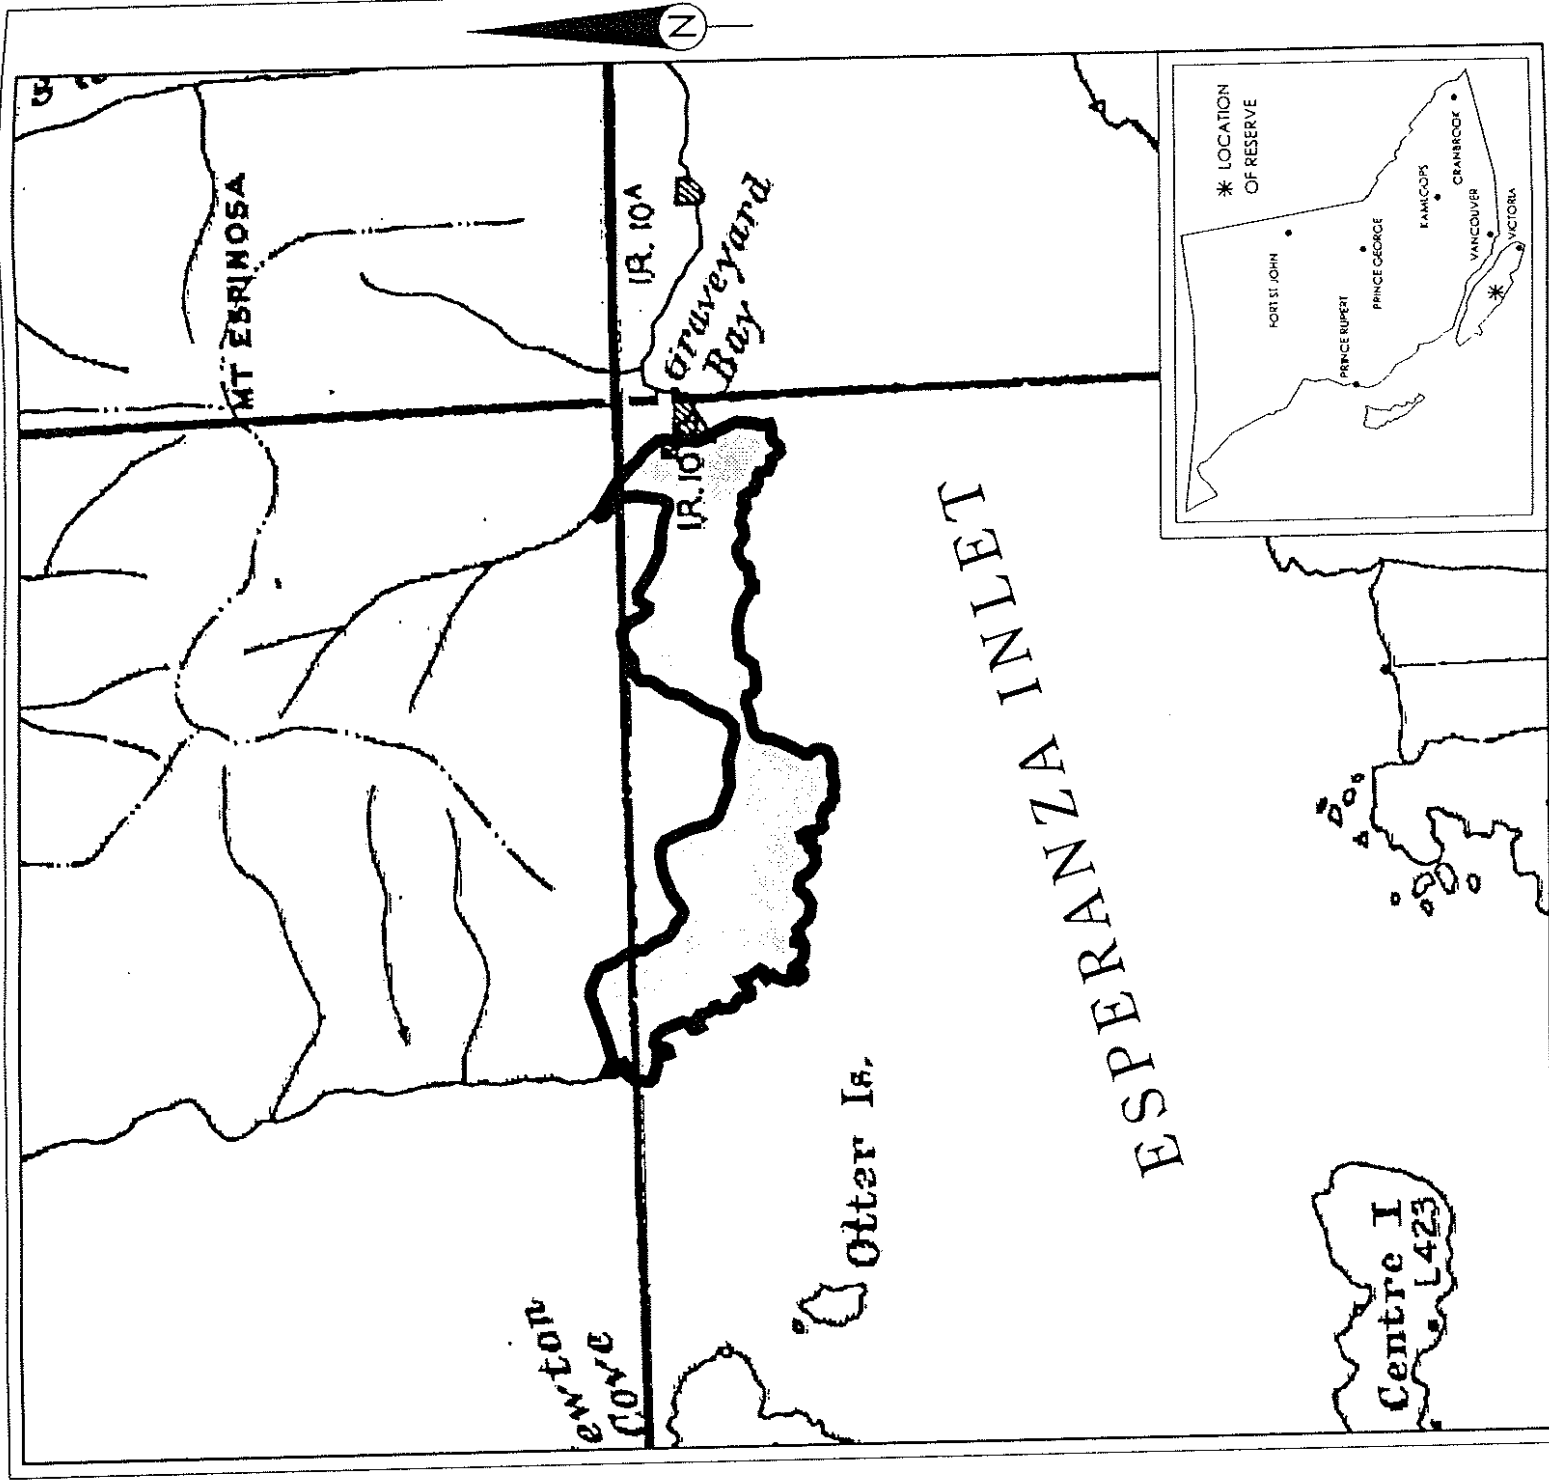 N
MT ESPINOSA
I.R. 10A
Graveyard
Bay
I.R. 10
L
ewton
Cove
Otter Is.
ESPERANZA INLET
Centre I
L423
✳ LOCATION
OF RESERVE
FORT ST JOHN
PRINCE RUPERT
PRINCE GEORGE
KAMLOOPS
CRANBROOK
VANCOUVER
VICTORIA